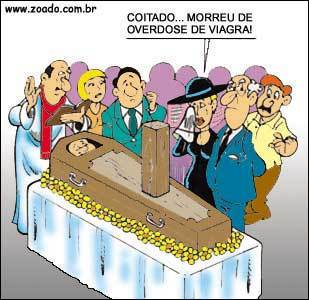 www.zoado.com.br
COITADO... MORREU DE
OVERDOSE DE VIAGRA!